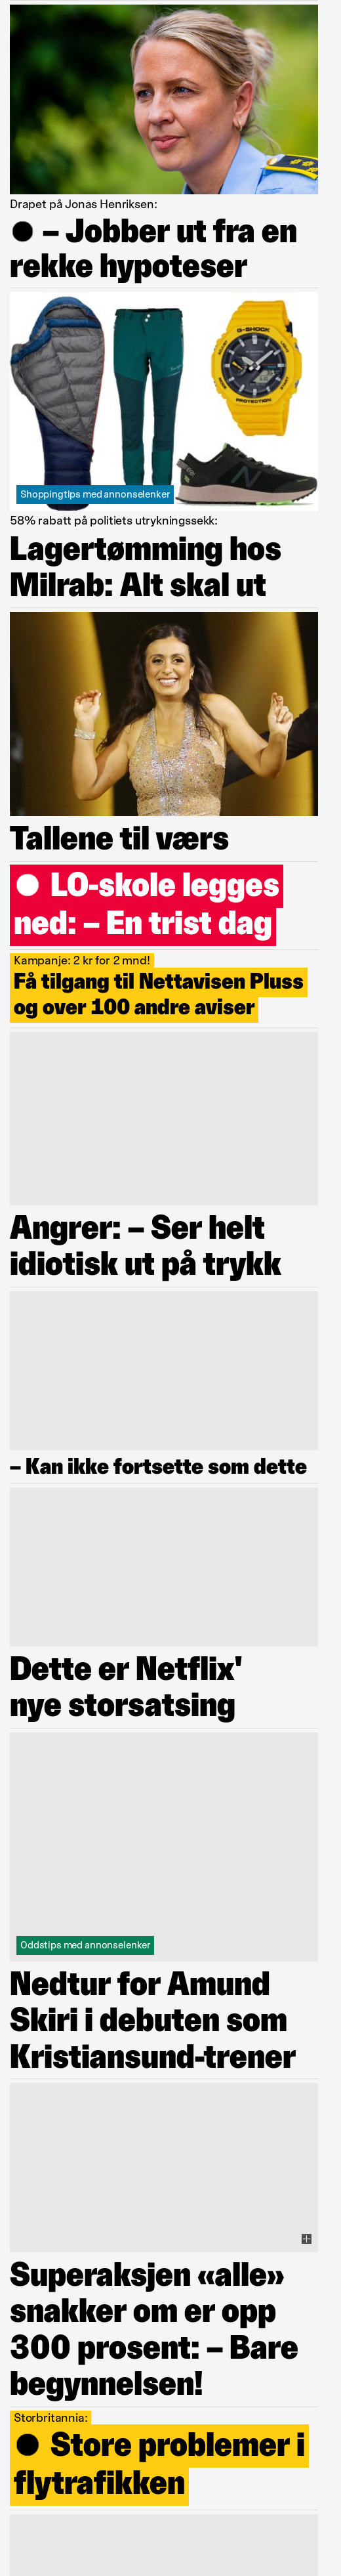 Drapet på Jonas Henriksen:
– Jobber ut fra en
rekke hypoteser
G-SHOCK
PROTECTION
Shoppingtips med annonselenker
58% rabatt på politiets utrykningssekk:
Lagertømming hos
Milrab: Alt skal ut
Tallene til værs
LO-skole legges
ned: – En trist dag
Kampanje: 2 kr for 2 mnd!
Få tilgang til Nettavisen Pluss
og over 100 andre aviser
Angrer: – Ser helt
idiotisk ut på trykk
– Kan ikke fortsette som dette
Dette er Netflix'
nye storsatsing
Oddstips med annonselenker
Nedtur for Amund
Skiri i debuten som
Kristiansund-trener
Superaksjen «alle»
snakker om er opp
300 prosent: – Bare
begynnelsen!
Storbritannia:
Store problemer i
flytrafikken